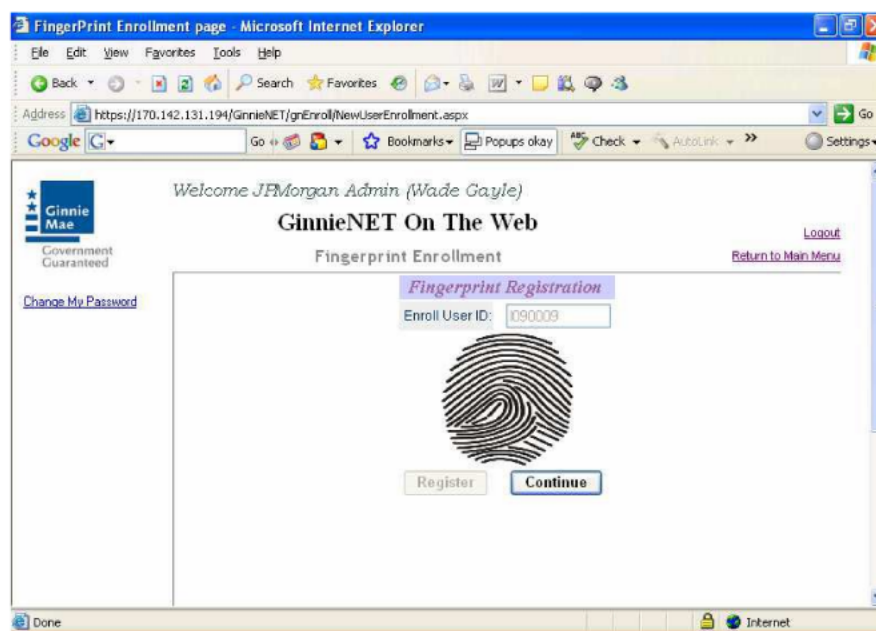 FingerPrint Enrollment page - Microsoft Internet Explorer
File Edit View Favorites Tools Help
Back Search Favorites
Address https://170.142.131.194/GinnieNET/gnEnroll/NewUserEnrollment.aspx Go
Google G Go Bookmarks Popups okay ABC Check AutoLink » Settings
Ginnie Mae
Government Guaranteed
Change My Password
Welcome JPMorgan Admin (Wade Gayle)
GinnieNET On The Web
Logout
Fingerprint Enrollment
Return to Main Menu
Fingerprint Registration
Enroll User ID: I090009
Register Continue
Done Internet